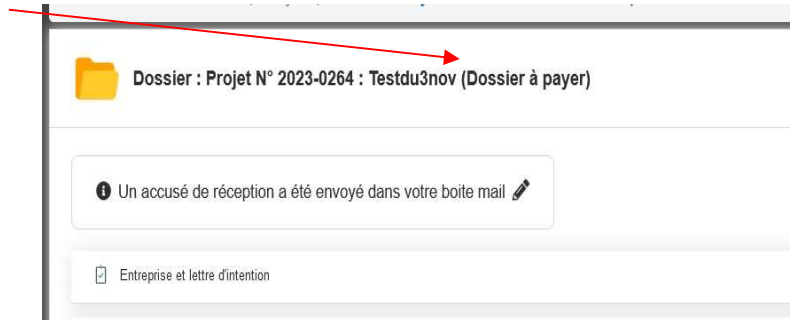 Dossier : Projet N° 2023-0264 : Testdu3nov (Dossier à payer)
Un accusé de réception a été envoyé dans votre boite mail
Entreprise et lettre d'intention